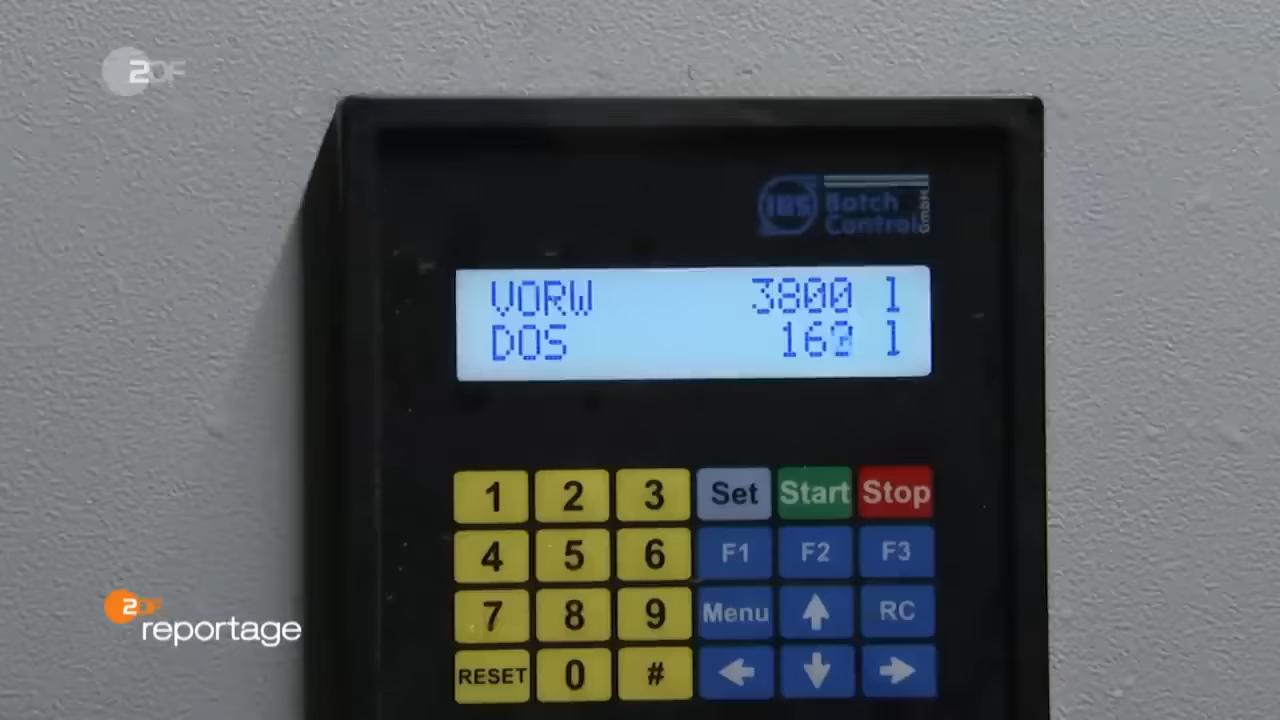 ZDF
IBS Batch
Control GmbH
VORW 3800 l
DOS l
1 2 3 Set Start Stop
4 5 6 F1 F2 F3
7 8 9 Menu RC
RESET 0 #
ZDF
reportage